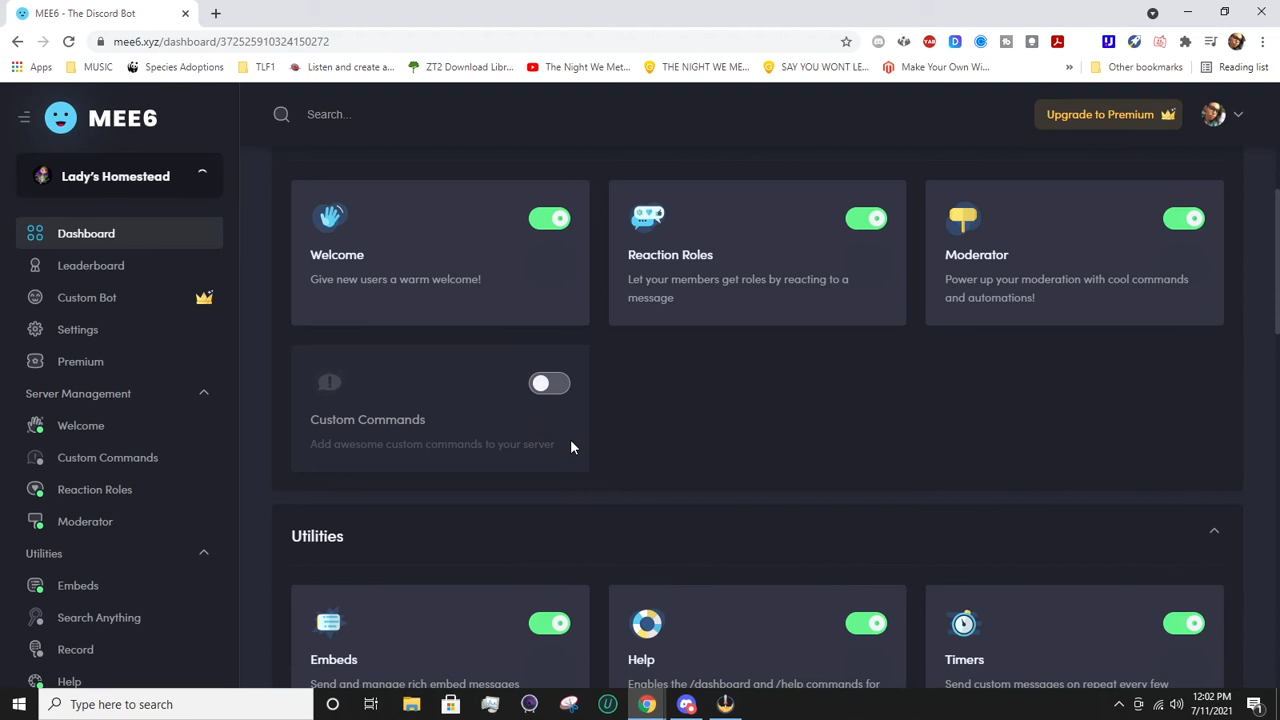 MEE6 - The Discord Bot
mee6.xyz/dashboard/372525910324150272
Apps
MUSIC
Species Adoptions
TLF1
Listen and create a...
ZT2 Download Libr...
The Night We Met...
THE NIGHT WE ME...
SAY YOU WONT LE...
Make Your Own Wi...
»
Other bookmarks
Reading list
MEE6
Search...
Upgrade to Premium
Lady's Homestead
Dashboard
Leaderboard
Custom Bot
Settings
Premium
Server Management
Welcome
Custom Commands
Reaction Roles
Moderator
Utilities
Embeds
Search Anything
Record
Help
Welcome
Give new users a warm welcome!
Reaction Roles
Let your members get roles by reacting to a
message
Moderator
Power up your moderation with cool commands
and automations!
Custom Commands
Add awesome custom commands to your server
Utilities
Embeds
Send and manage rich embed messages
Help
Enables the /dashboard and /help commands for
Timers
Send custom messages on repeat every few
Type here to search
12:02 PM
7/11/2021